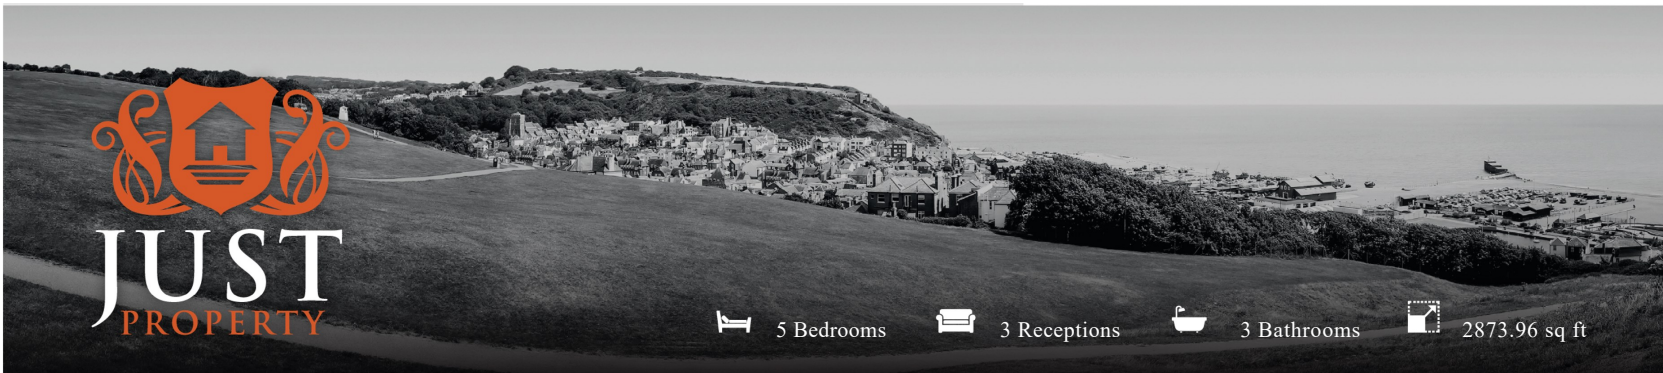 JUST
PROPERTY
5 Bedrooms
3 Receptions
3 Bathrooms
2873.96 sq ft